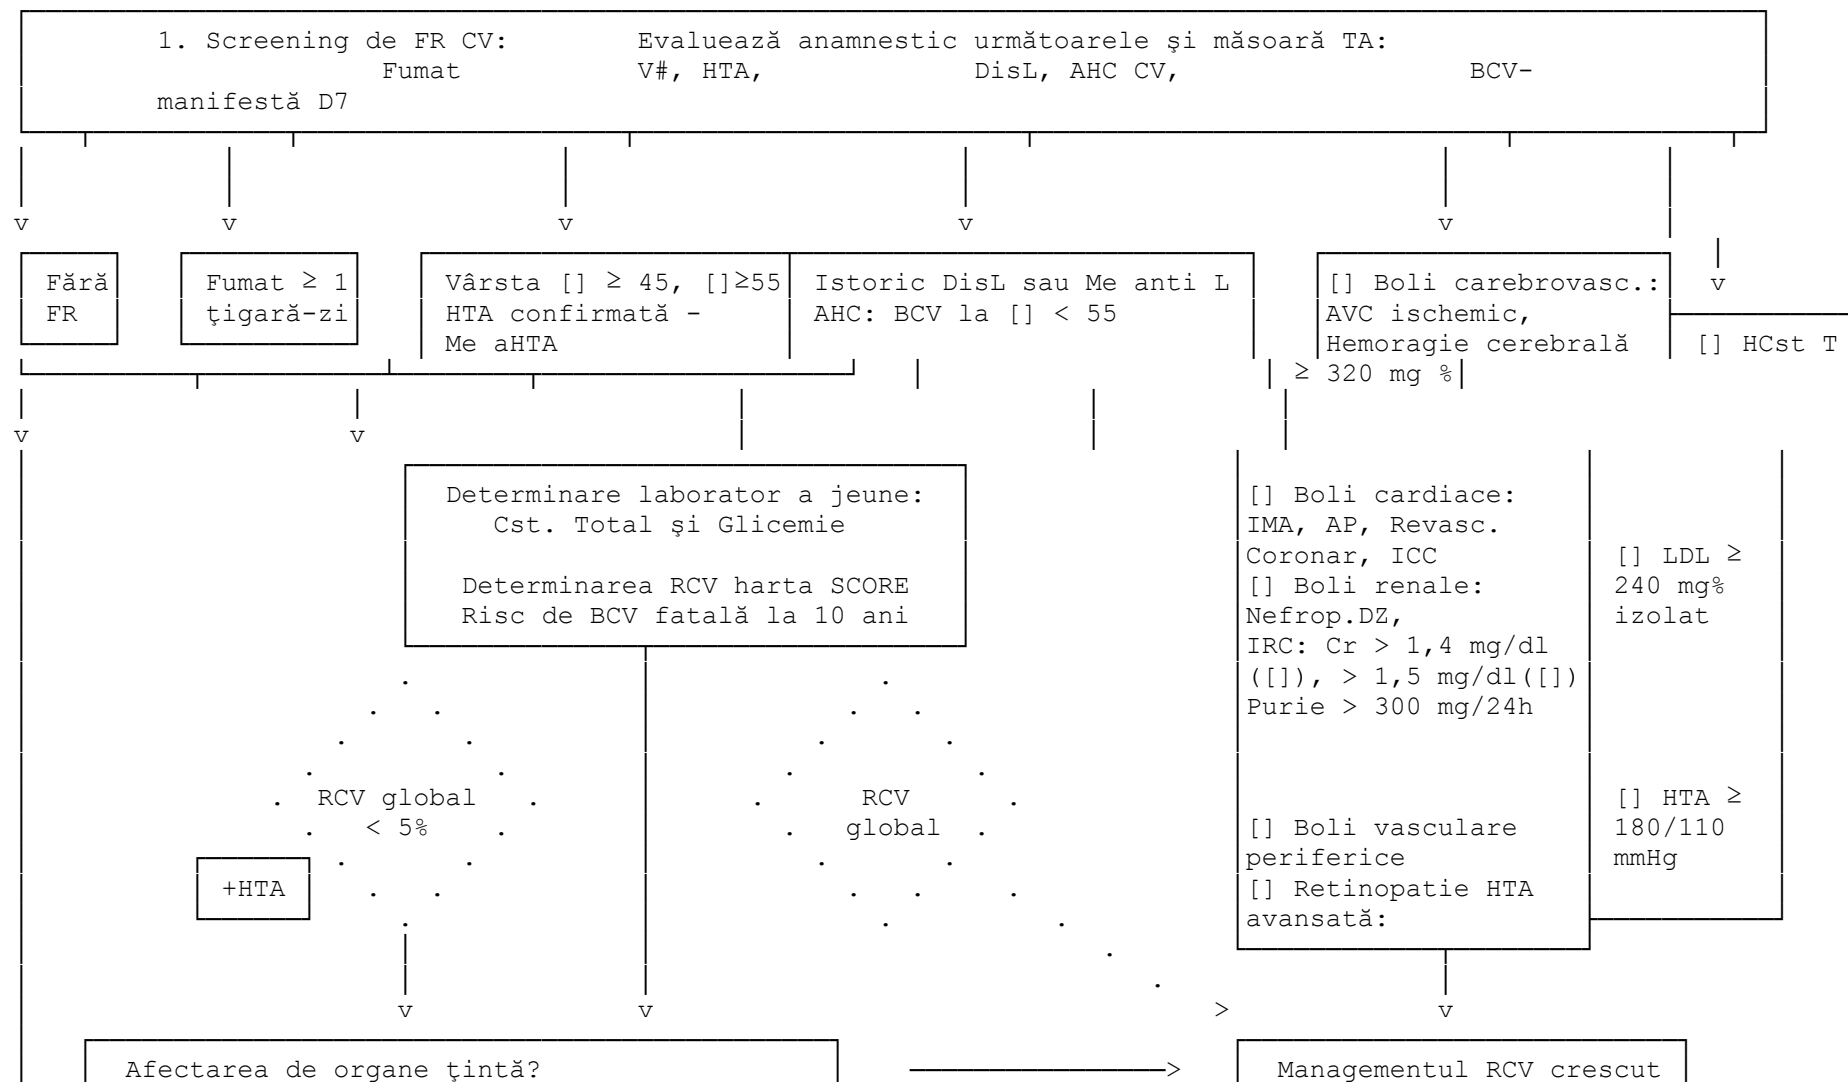 1. Screening de FR CV: Evaluează anamnestic următoarele şi măsoară TA:
Fumat V#, HTA, DisL, AHC CV, BCV-
manifestă D7
Fără
FR
Fumat ≥ 1
ţigară-zi
Vârsta [] ≥ 45, []≥55
HTA confirmată -
Me aHTA
Istoric DisL sau Me anti L
AHC: BCV la [] < 55
[] Boli carebrovasc.:
AVC ischemic,
Hemoragie cerebrală
[] HCst T
≥ 320 mg %
Determinare laborator a jeune:
Cst. Total şi Glicemie
Determinarea RCV harta SCORE
Risc de BCV fatală la 10 ani
[] Boli cardiace:
IMA, AP, Revasc.
Coronar, ICC
[] Boli renale:
Nefrop.DZ,
IRC: Cr > 1,4 mg/dl
([]), > 1,5 mg/dl([])
Purie > 300 mg/24h
[] LDL ≥
240 mg%
izolat
RCV global
< 5%
RCV
global
+HTA
[] Boli vasculare
periferice
[] Retinopatie HTA
avansată:
[] HTA ≥
180/110
mmHg
Afectarea de organe ţintă?
Managementul RCV crescut